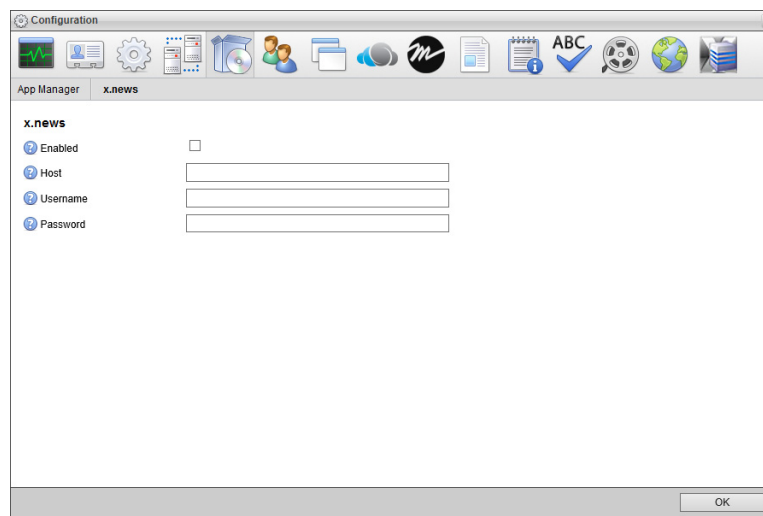 Configuration
ABC
App Manager x.news
x.news
Enabled
Host
Username
Password
OK